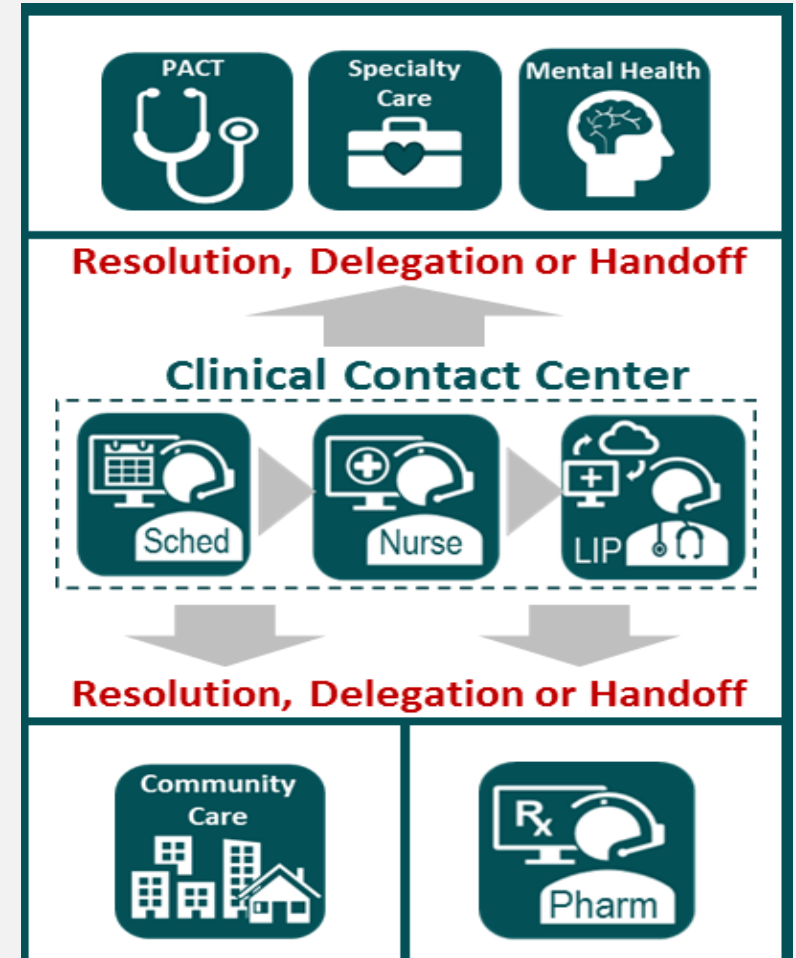 PACT
Specialty
Care
Mental Health
Resolution, Delegation or Handoff
Clinical Contact Center
Sched
Nurse
LIP
Resolution, Delegation or Handoff
Community
Care
Rx
Pharm